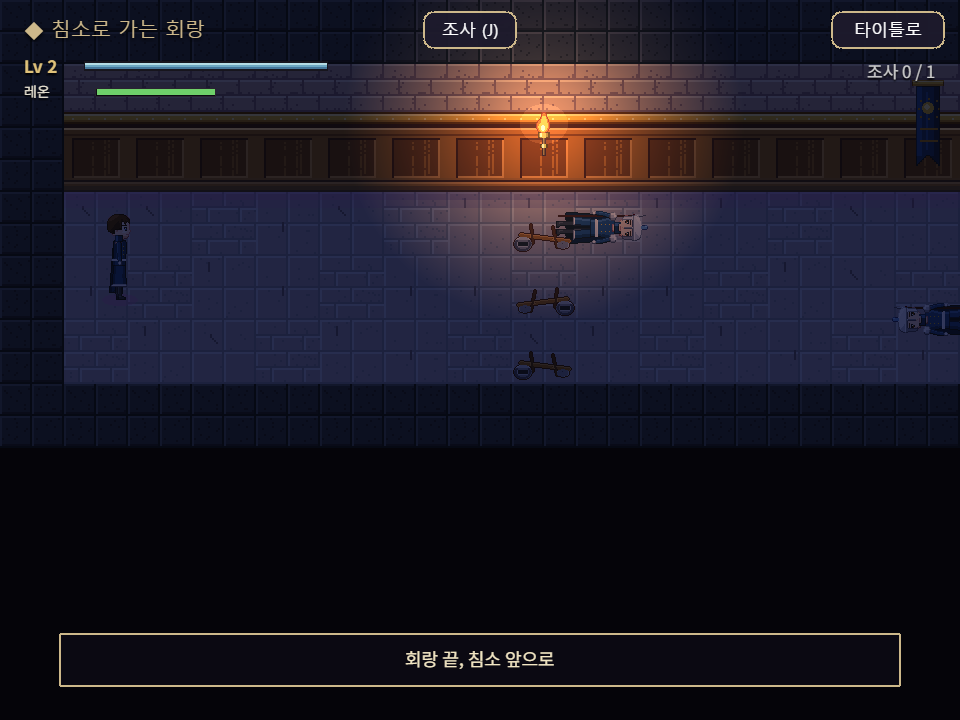 침소로 가는 회랑
조사 (J)
타이틀로
Lv 2
조사 0 / 1
레온
회랑 끝, 침소 앞으로